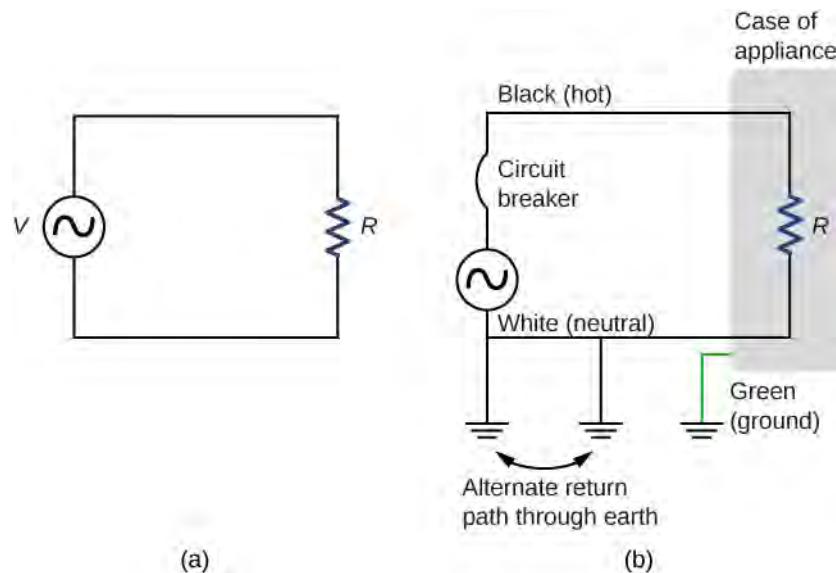 V
R
(a)
Case of
appliance
Black (hot)
Circuit
breaker
R
White (neutral)
Green
(ground)
Alternate return
path through earth
(b)